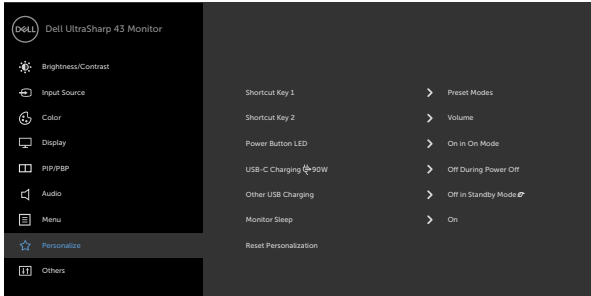 DELL
Dell UltraSharp 43 Monitor
Brightness/Contrast
Input Source
Color
Display
PIP/PBP
Audio
Menu
Personalize
Others
Shortcut Key 1 > Preset Modes
Shortcut Key 2 > Volume
Power Button LED > On in On Mode
USB-C Charging 90W > Off During Power Off
Other USB Charging > Off in Standby Mode
Monitor Sleep > On
Reset Personalization